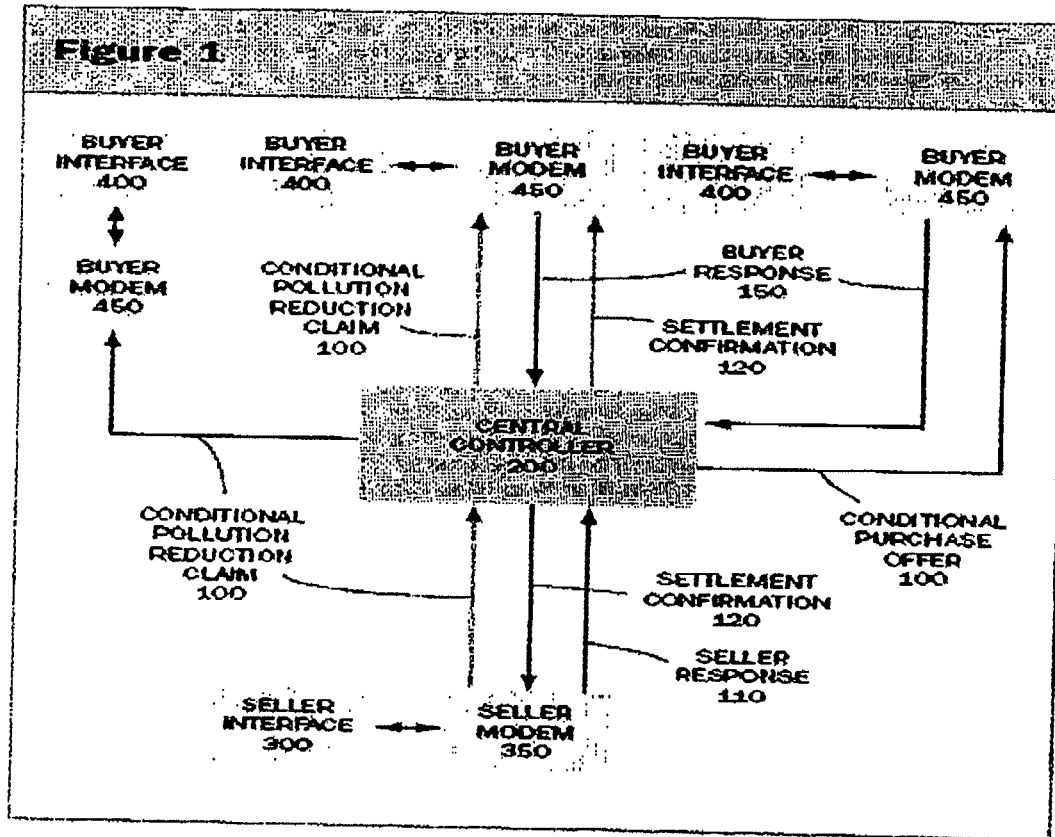 Figure 1
BUYER
INTERFACE
400
BUYER
INTERFACE
400
BUYER
MODEM
450
BUYER
INTERFACE
400
BUYER
MODEM
450
BUYER
MODEM
450
CONDITIONAL
POLLUTION
REDUCTION
CLAIM
100
BUYER
RESPONSE
150
SETTLEMENT
CONFIRMATION
120
CENTRAL
CONTROLLER
200
CONDITIONAL
POLLUTION
REDUCTION
CLAIM
100
CONDITIONAL
PURCHASE
OFFER
100
SETTLEMENT
CONFIRMATION
120
SELLER
RESPONSE
110
SELLER
INTERFACE
300
SELLER
MODEM
350